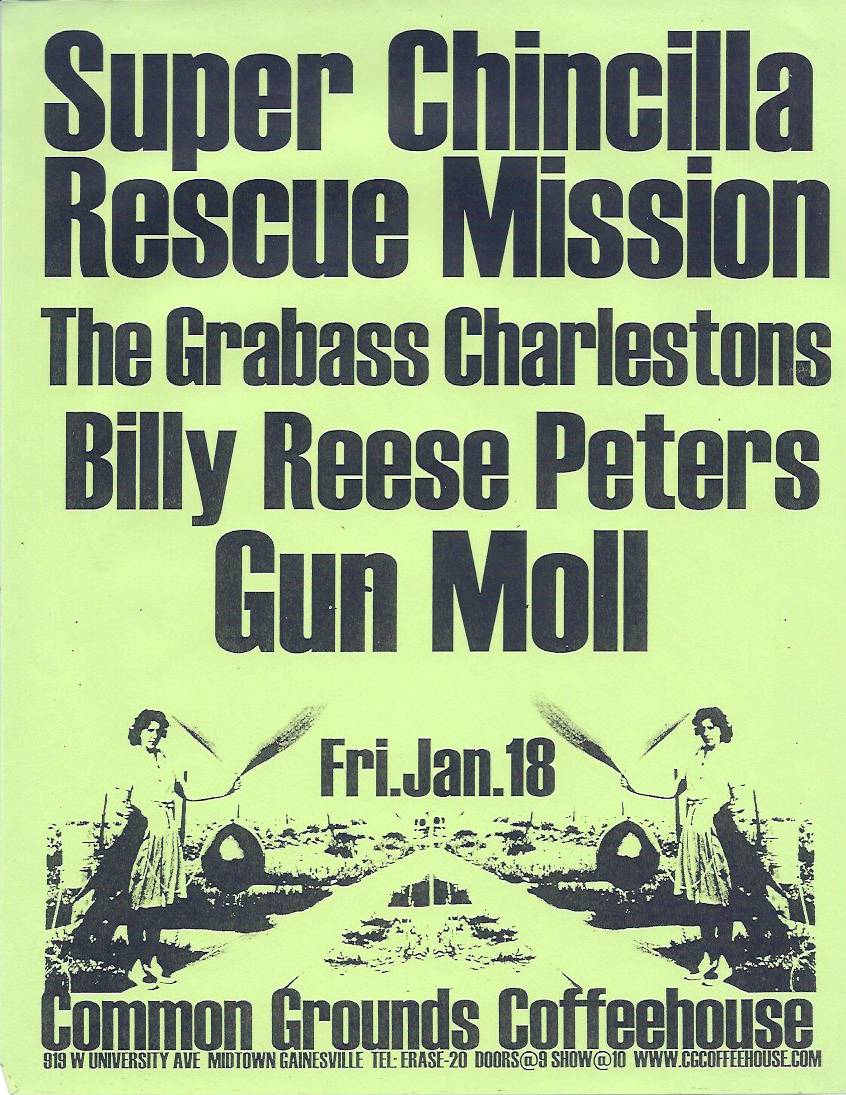 Super Chincilla
Rescue Mission
The Grabass Charlestons
Billy Reese Peters
Gun Moll
Fri.Jan.18
Common Grounds Coffeehouse
919 W UNIVERSITY AVE MIDTOWN GAINESVILLE TEL: ERASE-20 DOORS@9 SHOW@10 WWW.CGCOFFEEHOUSE.COM